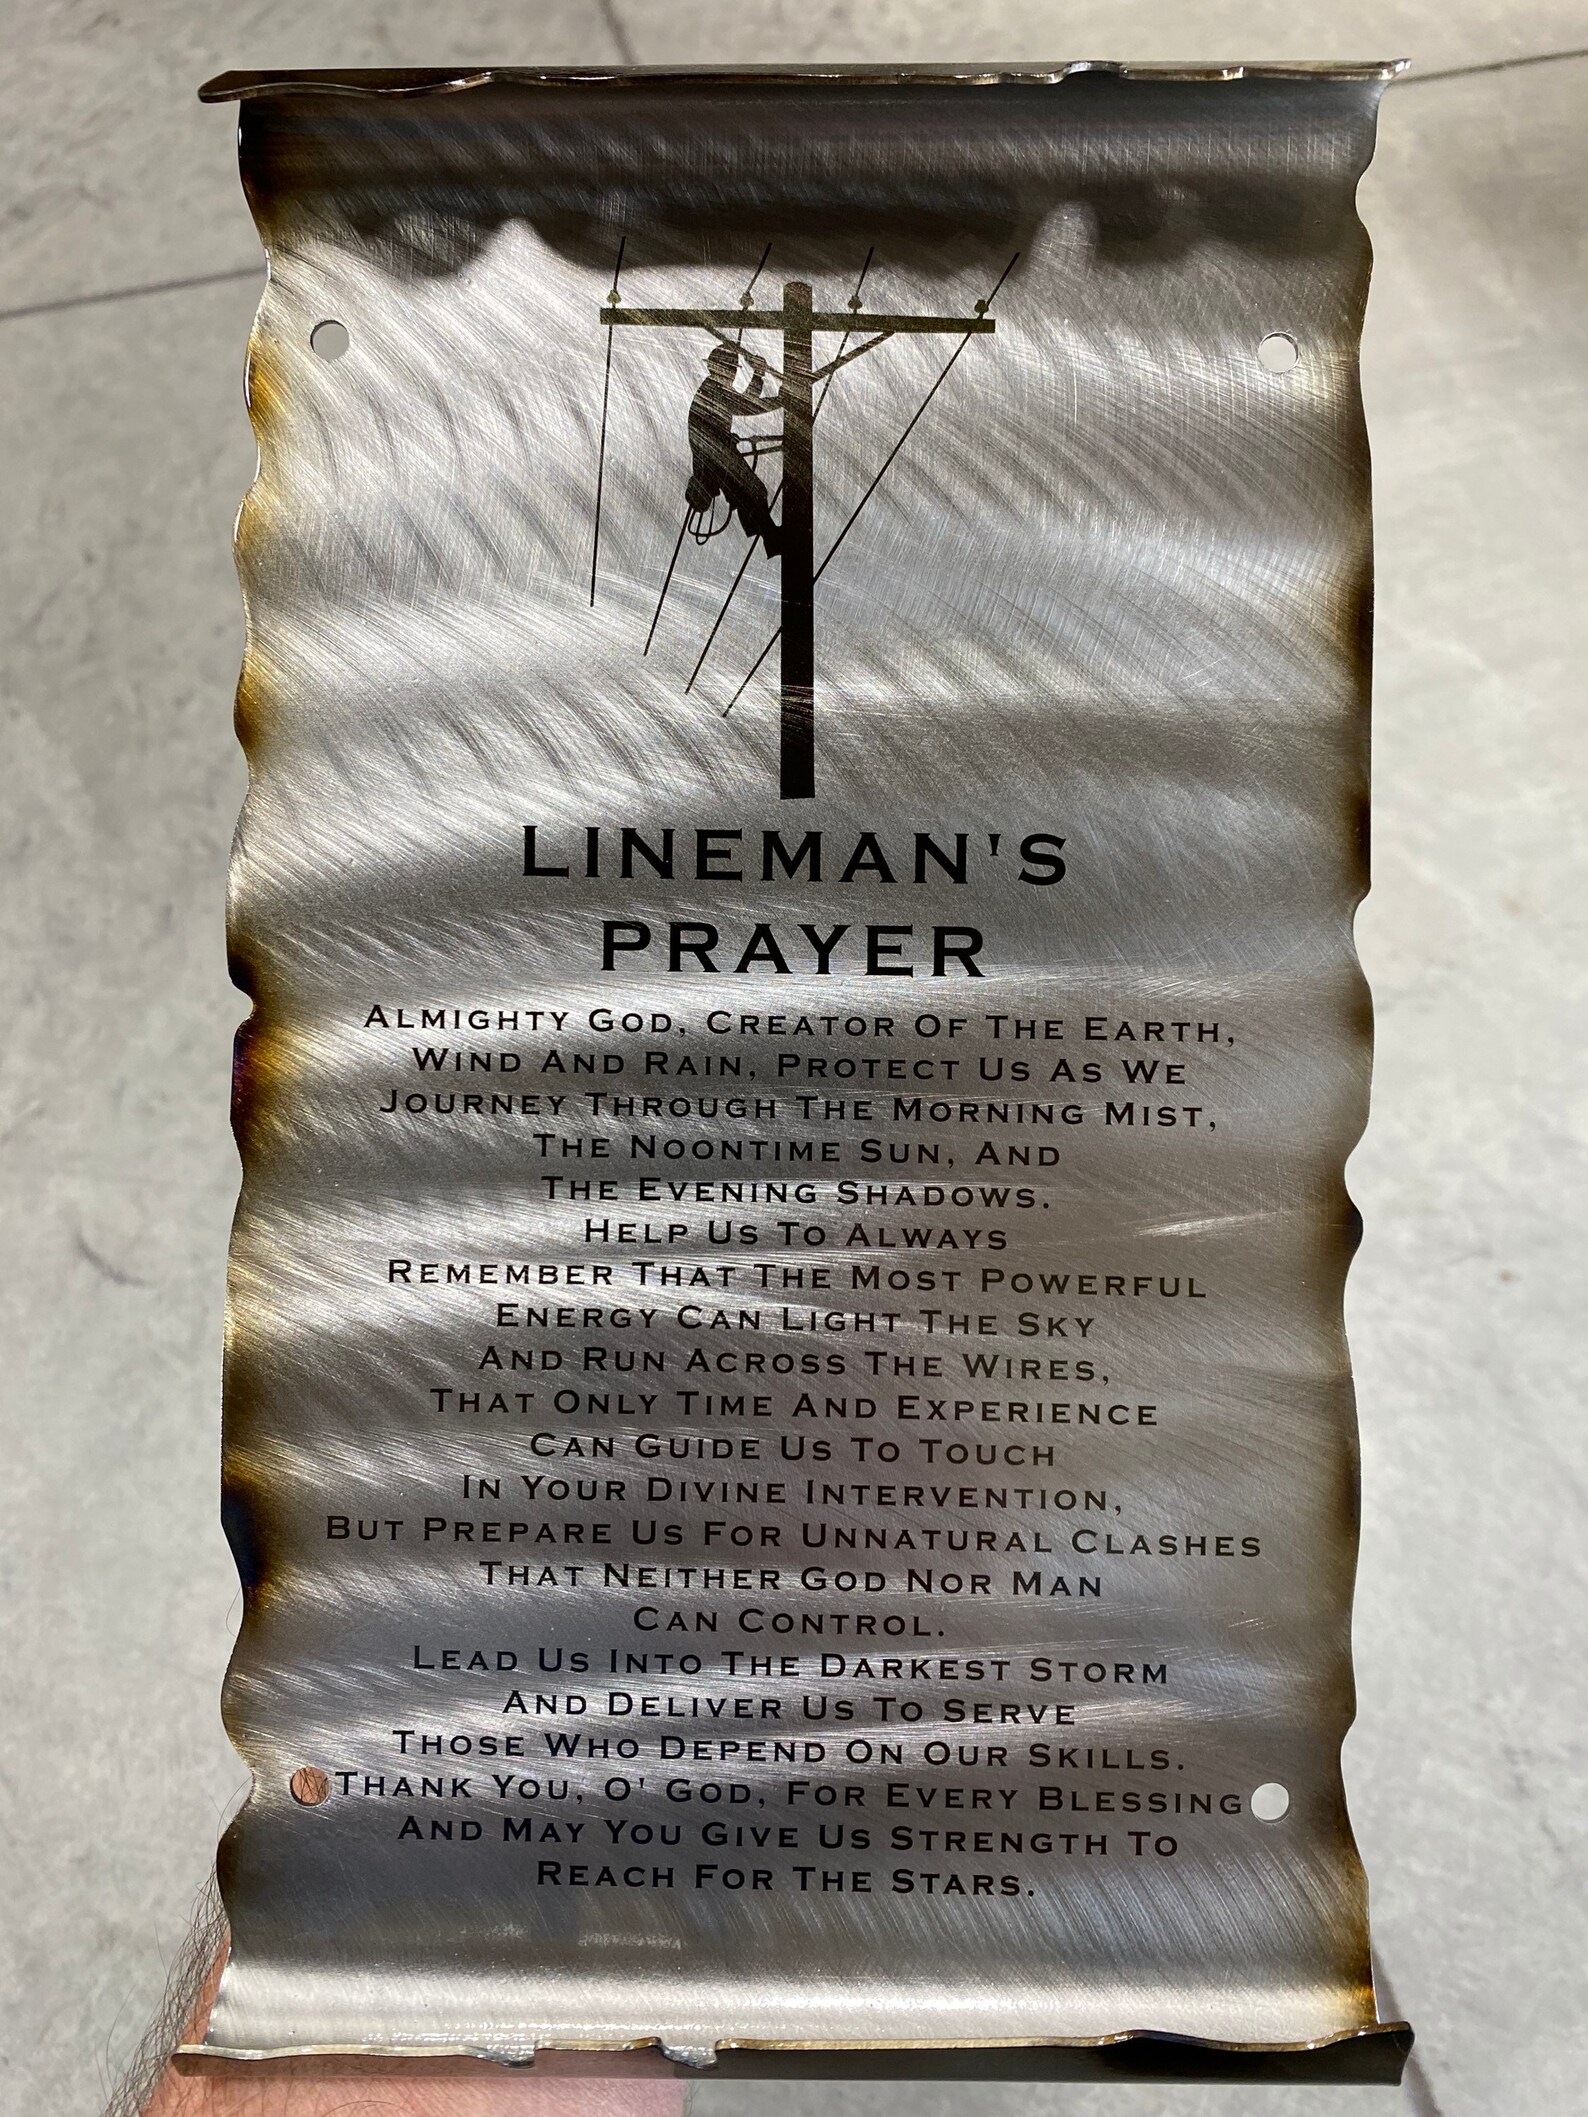 LINEMAN'S
PRAYER
ALMIGHTY GOD, CREATOR OF THE EARTH,
WIND AND RAIN, PROTECT US AS WE
JOURNEY THROUGH THE MORNING MIST,
THE NOONTIME SUN, AND
THE EVENING SHADOWS.
HELP US TO ALWAYS
REMEMBER THAT THE MOST POWERFUL
ENERGY CAN LIGHT THE SKY
AND RUN ACROSS THE WIRES,
THAT ONLY TIME AND EXPERIENCE
CAN GUIDE US TO TOUCH
IN YOUR DIVINE INTERVENTION,
BUT PREPARE US FOR UNNATURAL CLASHES
THAT NEITHER GOD NOR MAN
CAN CONTROL.
LEAD US INTO THE DARKEST STORM
AND DELIVER US TO SERVE
THOSE WHO DEPEND ON OUR SKILLS.
THANK YOU, O' GOD, FOR EVERY BLESSING
AND MAY YOU GIVE US STRENGTH TO
REACH FOR THE STARS.